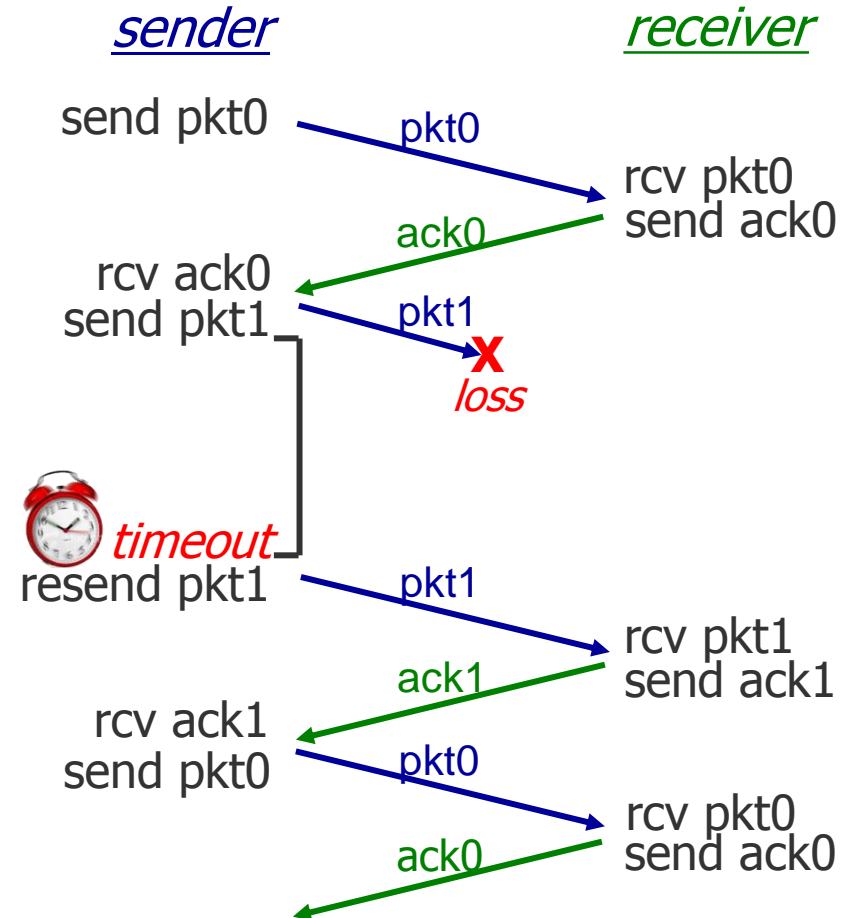 sender
receiver
send pkt0
pkt0
rcv pkt0
send ack0
ack0
rcv ack0
send pkt1
pkt1
X
loss
timeout
resend pkt1
pkt1
rcv pkt1
send ack1
ack1
rcv ack1
send pkt0
pkt0
rcv pkt0
send ack0
ack0